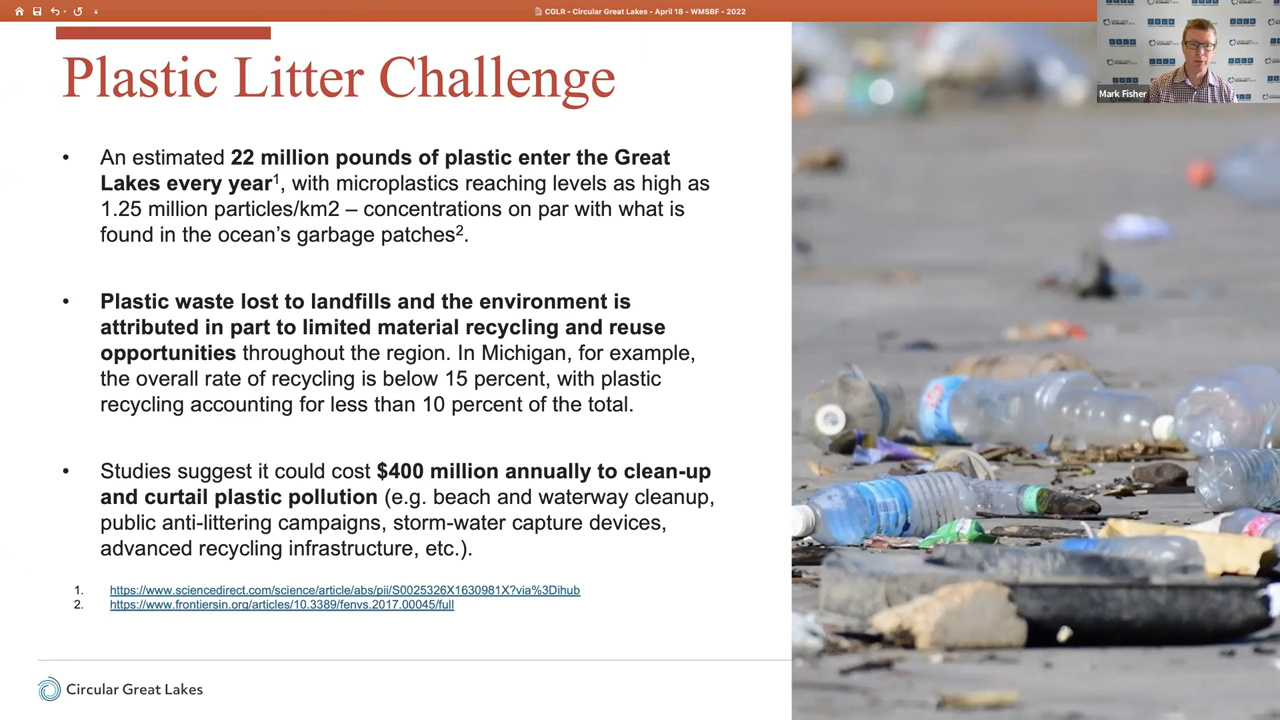 CGLR - Circular Great Lakes - April 18 - WMSBF - 2022
Mark Fisher
Plastic Litter Challenge
• An estimated 22 million pounds of plastic enter the Great
Lakes every year1, with microplastics reaching levels as high as
1.25 million particles/km2 – concentrations on par with what is
found in the ocean’s garbage patches2.
• Plastic waste lost to landfills and the environment is
attributed in part to limited material recycling and reuse
opportunities throughout the region. In Michigan, for example,
the overall rate of recycling is below 15 percent, with plastic
recycling accounting for less than 10 percent of the total.
• Studies suggest it could cost $400 million annually to clean-up
and curtail plastic pollution (e.g. beach and waterway cleanup,
public anti-littering campaigns, storm-water capture devices,
advanced recycling infrastructure, etc.).
1. https://www.sciencedirect.com/science/article/abs/pii/S0025326X1630981X?via%3Dihub
2. https://www.frontiersin.org/articles/10.3389/fenvs.2017.00045/full
Circular Great Lakes